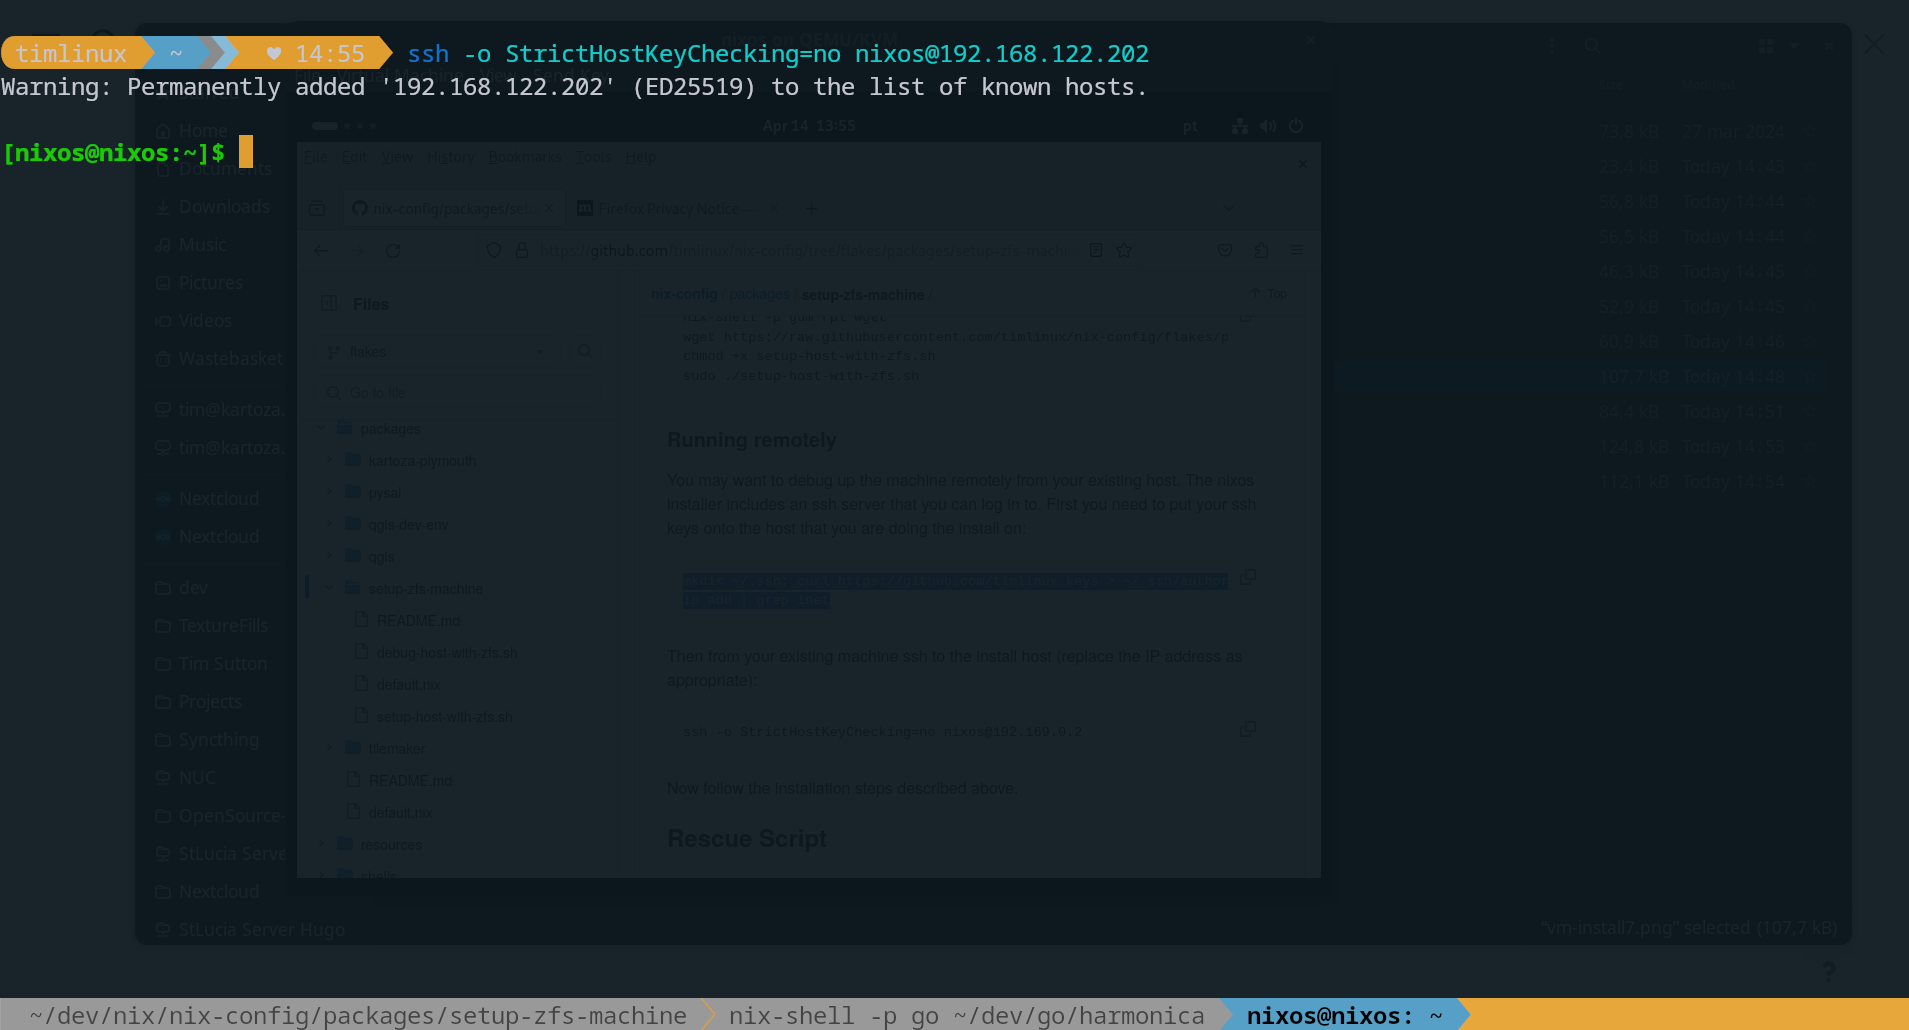 timlinux ~ ♥ 14:55 ssh -o StrictHostKeyChecking=no nixos@192.168.122.202
Warning: Permanently added '192.168.122.202' (ED25519) to the list of known hosts.
[nixos@nixos:~]$
nixos on QEMU/KVM
Apr 14 13:55
pt
File Edit View History Bookmarks Tools Help
nix-config/packages/setu
Firefox Privacy Notice —
https://github.com/timlinux/nix-config/tree/flakes/packages/setup-zfs-mach
Files
flakes
Go to file
packages
kartoza-plymouth
pysal
qgis-dev-env
qgis
setup-zfs-machine
README.md
debug-host-with-zfs.sh
default.nix
setup-host-with-zfs.sh
tilemaker
README.md
default.nix
resources
shells
nix-config / packages / setup-zfs-machine /
Top
nix-shell -p gum rpl wget
wget https://raw.githubusercontent.com/timlinux/nix-config/flakes/p
chmod +x setup-host-with-zfs.sh
sudo ./setup-host-with-zfs.sh
Running remotely
You may want to debug up the machine remotely from your existing host. The nixos
installer includes an ssh server that you can log in to. First you need to put your ssh
keys onto the host that you are doing the install on:
Then from your existing machine ssh to the install host (replace the IP address as
appropriate):
ssh -o StrictHostKeyChecking=no nixos@192.168.0.2
Now follow the installation steps described above.
Rescue Script
Home
Documents
Downloads
Music
Pictures
Videos
Wastebasket
tim@kartoza.
tim@kartoza.
Nextcloud
Nextcloud
dev
TextureFills
Tim Sutton
Projects
Syncthing
NUC
OpenSource-
StLucia Serve
Nextcloud
StLucia Server Hugo
Size Modified
73,8 kB 27 mar 2024
23,4 kB Today 14:43
56,8 kB Today 14:44
56,5 kB Today 14:44
48,3 kB Today 14:45
52,9 kB Today 14:45
60,9 kB Today 14:46
107,7 kB Today 14:48
84,4 kB Today 14:51
124,8 kB Today 14:53
112,1 kB Today 14:54
"vm-install7.png" selected (107,7 kB)
?
~/dev/nix/nix-config/packages/setup-zfs-machine nix-shell -p go ~/dev/go/harmonica nixos@nixos: ~